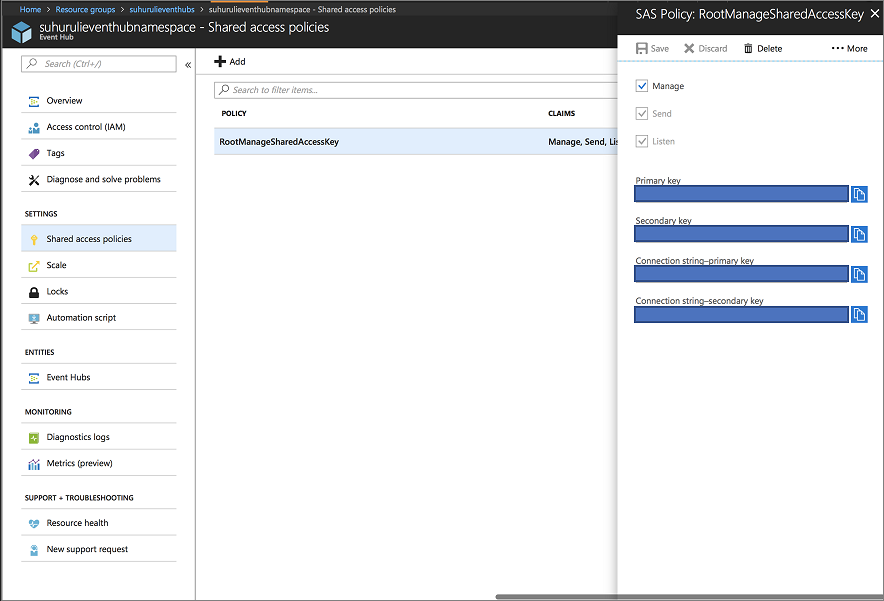 Home > Resource groups > suhurulieventhubs > suhurulieventhubnamespace - Shared access policies
suhurulieventhubnamespace - Shared access policies
Event Hub
Search (Ctrl+/)
«
Overview
Access control (IAM)
Tags
Diagnose and solve problems
SETTINGS
Shared access policies
Scale
Locks
Automation script
ENTITIES
Event Hubs
MONITORING
Diagnostics logs
Metrics (preview)
SUPPORT + TROUBLESHOOTING
Resource health
New support request
Add
Search to filter items...
POLICY CLAIMS
RootManageSharedAccessKey Manage, Send, Lis
SAS Policy: RootManageSharedAccessKey
Save Discard Delete ••• More
Manage
Send
Listen
Primary key
Secondary key
Connection string–primary key
Connection string–secondary key